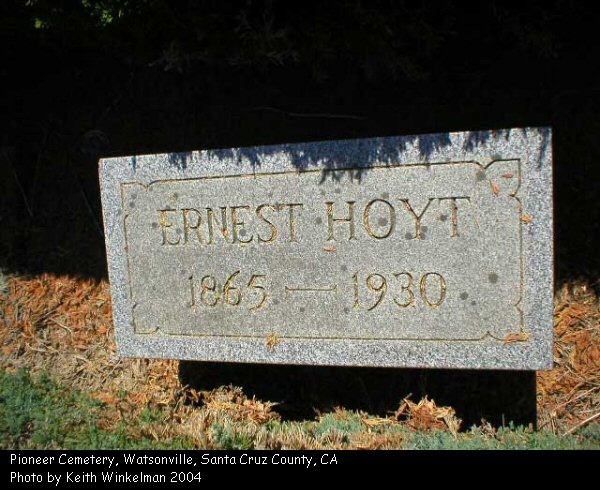 ERNEST HOYT
1865 — 1930
Pioneer Cemetery, Watsonville, Santa Cruz County, CA
Photo by Keith Winkelman 2004